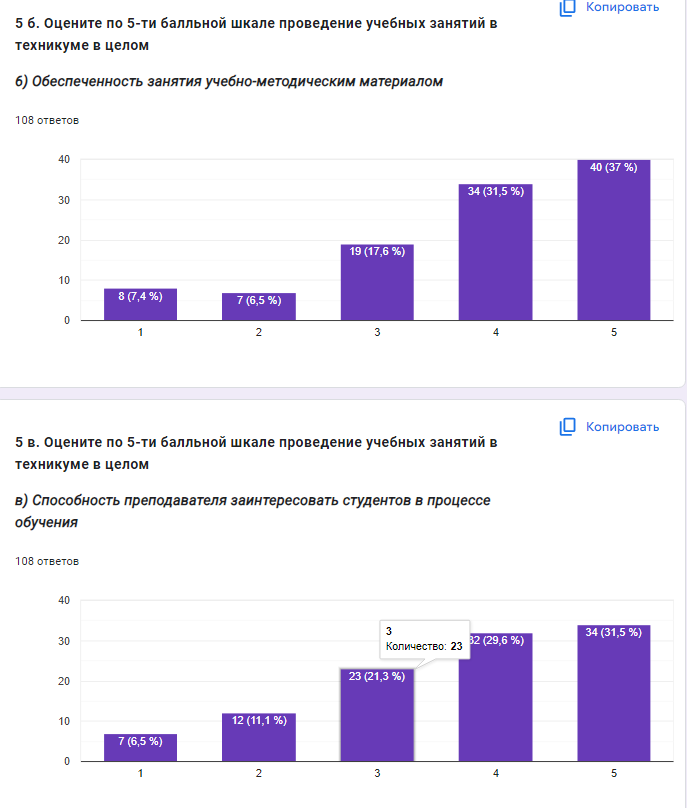 Копировать
5 б. Оцените по 5-ти балльной шкале проведение учебных занятий в
техникуме в целом
б) Обеспеченность занятия учебно-методическим материалом
108 ответов
40
30
20
10
0
8 (7,4 %)
7 (6,5 %)
19 (17,6 %)
34 (31,5 %)
40 (37 %)
1 2 3 4 5
Копировать
5 в. Оцените по 5-ти балльной шкале проведение учебных занятий в
техникуме в целом
в) Способность преподавателя заинтересовать студентов в процессе
обучения
108 ответов
40
30
20
10
0
7 (6,5 %)
12 (11,1 %)
23 (21,3 %)
32 (29,6 %)
34 (31,5 %)
3
Количество: 23
1 2 3 4 5